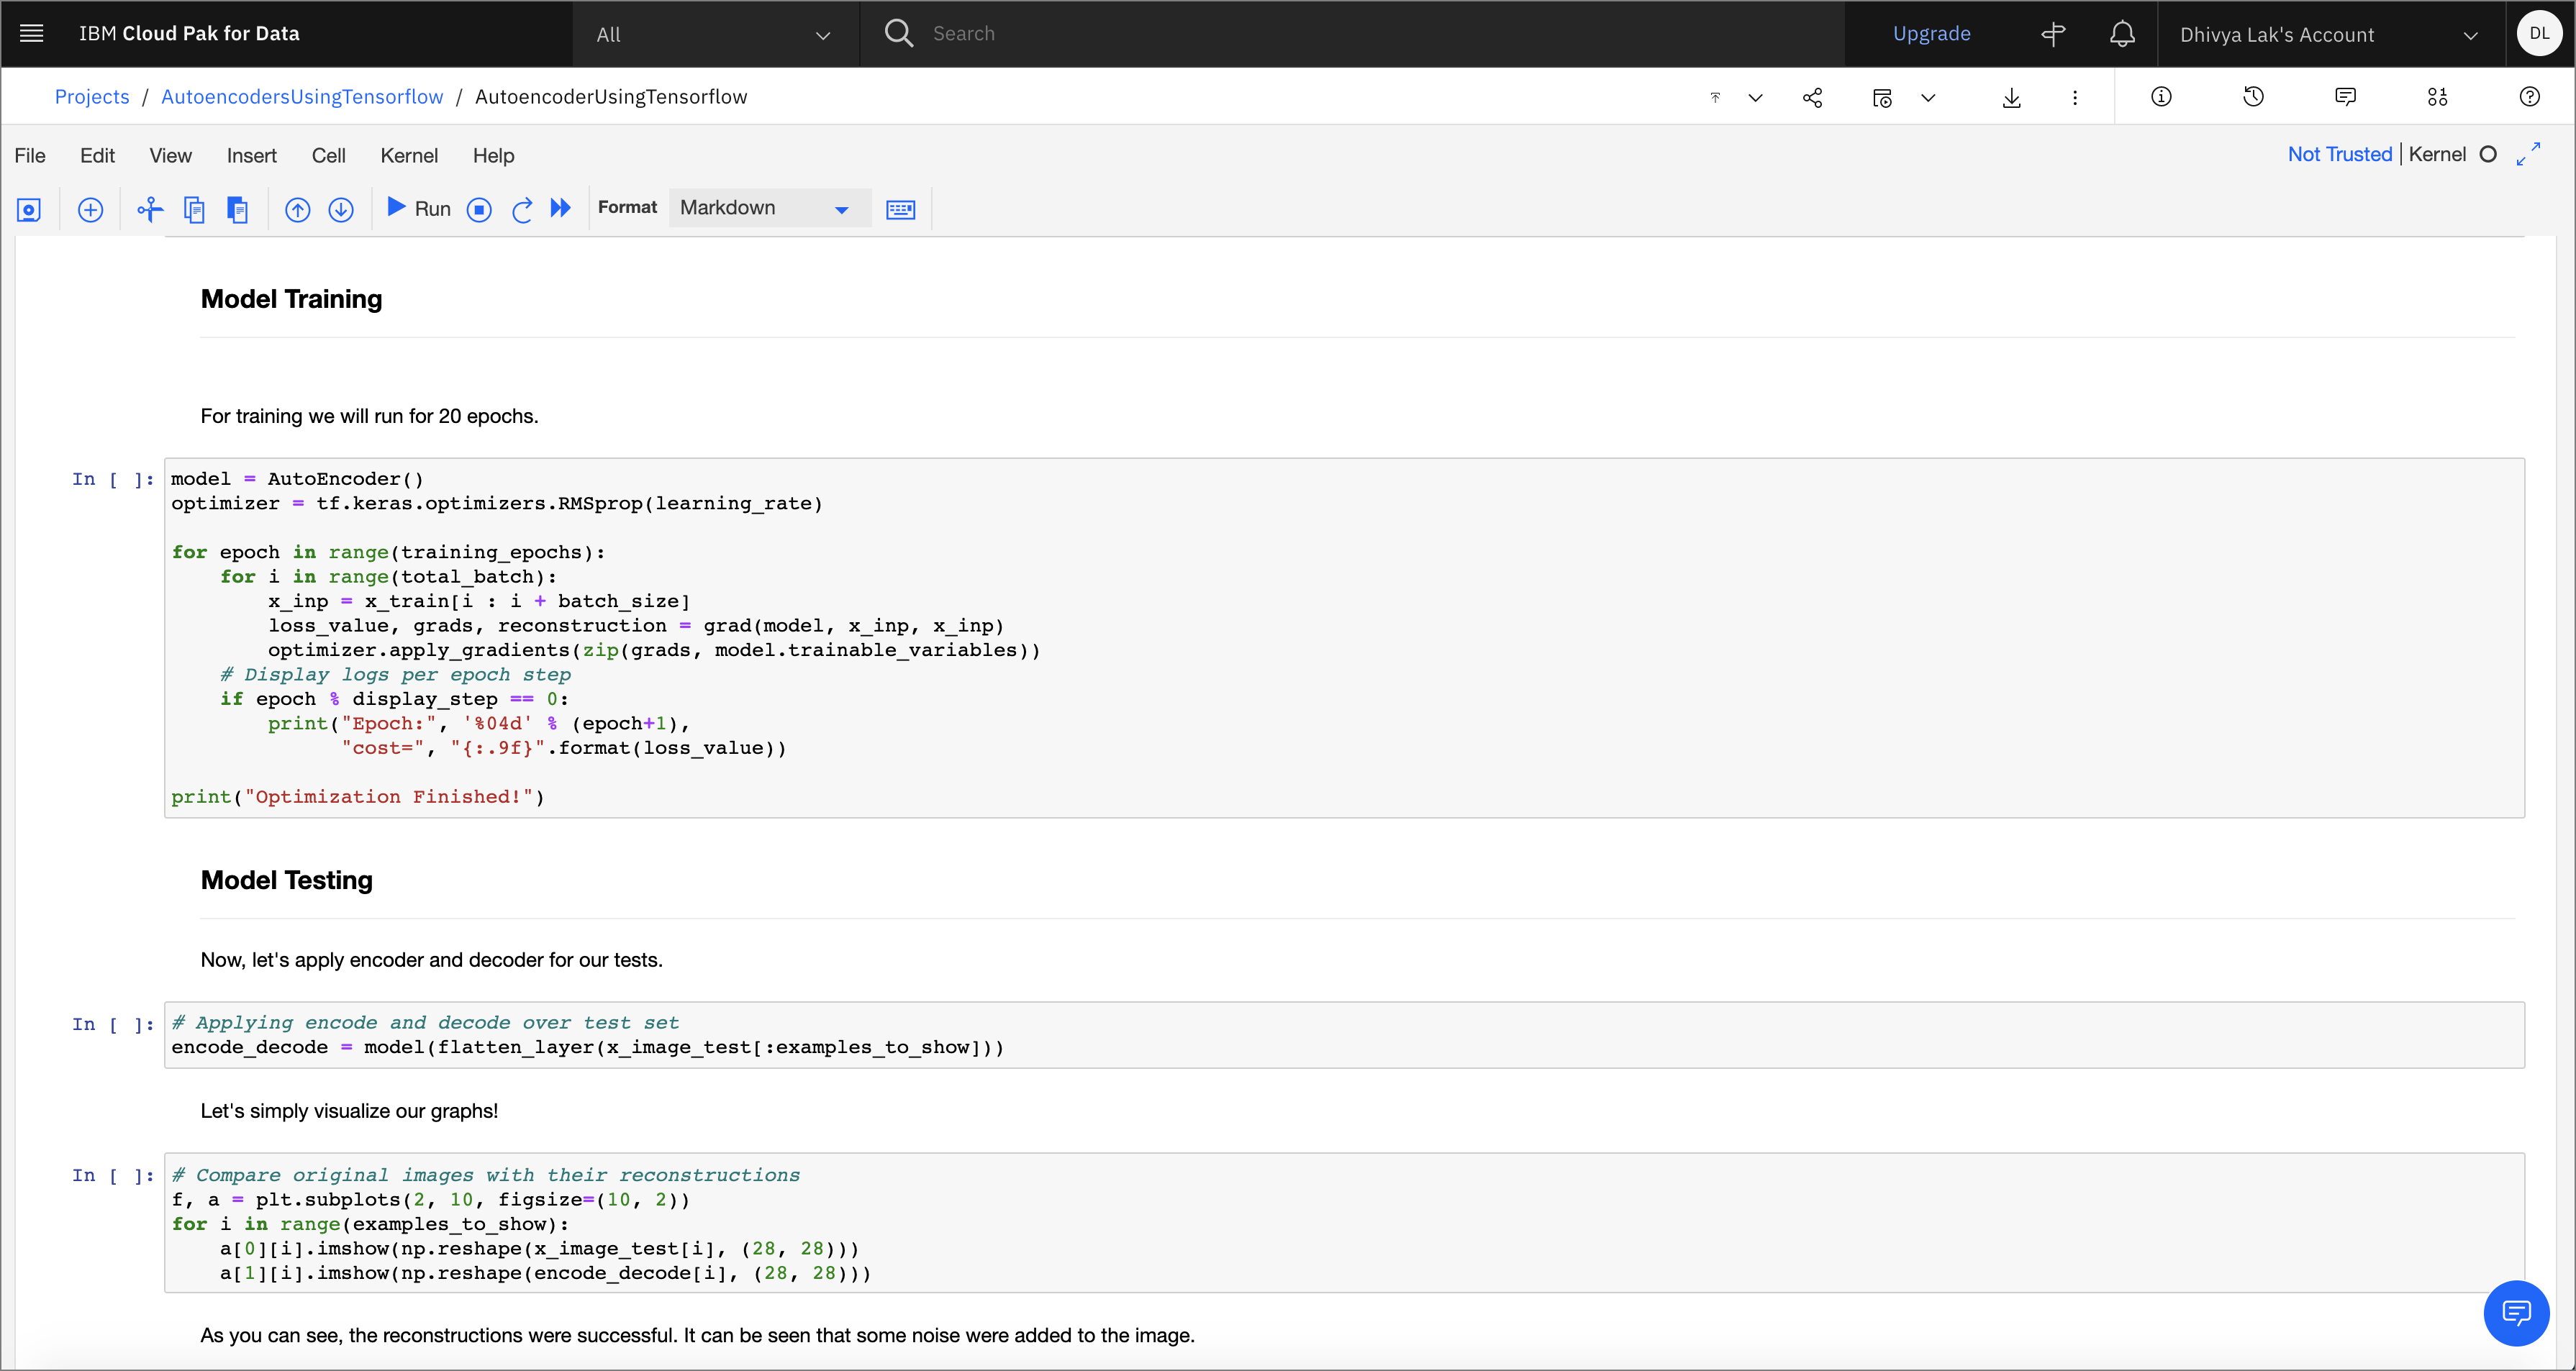 IBM Cloud Pak for Data All Search Upgrade Dhivya Lak's Account DL
Projects / AutoencodersUsingTensorflow / AutoencoderUsingTensorflow
File Edit View Insert Cell Kernel Help Not Trusted | Kernel
Run Format Markdown
Model Training
For training we will run for 20 epochs.
In [ ]: model = AutoEncoder()
optimizer = tf.keras.optimizers.RMSprop(learning_rate)
for epoch in range(training_epochs):
    for i in range(total_batch):
        x_inp = x_train[i : i + batch_size]
        loss_value, grads, reconstruction = grad(model, x_inp, x_inp)
        optimizer.apply_gradients(zip(grads, model.trainable_variables))
    # Display logs per epoch step
    if epoch % display_step == 0:
        print("Epoch:", '%04d' % (epoch+1),
              "cost=", "{:.9f}".format(loss_value))
print("Optimization Finished!")
Model Testing
Now, let's apply encoder and decoder for our tests.
In [ ]: # Applying encode and decode over test set
encode_decode = model(flatten_layer(x_image_test[:examples_to_show]))
Let's simply visualize our graphs!
In [ ]: # Compare original images with their reconstructions
f, a = plt.subplots(2, 10, figsize=(10, 2))
for i in range(examples_to_show):
    a[0][i].imshow(np.reshape(x_image_test[i], (28, 28)))
    a[1][i].imshow(np.reshape(encode_decode[i], (28, 28)))
As you can see, the reconstructions were successful. It can be seen that some noise were added to the image.